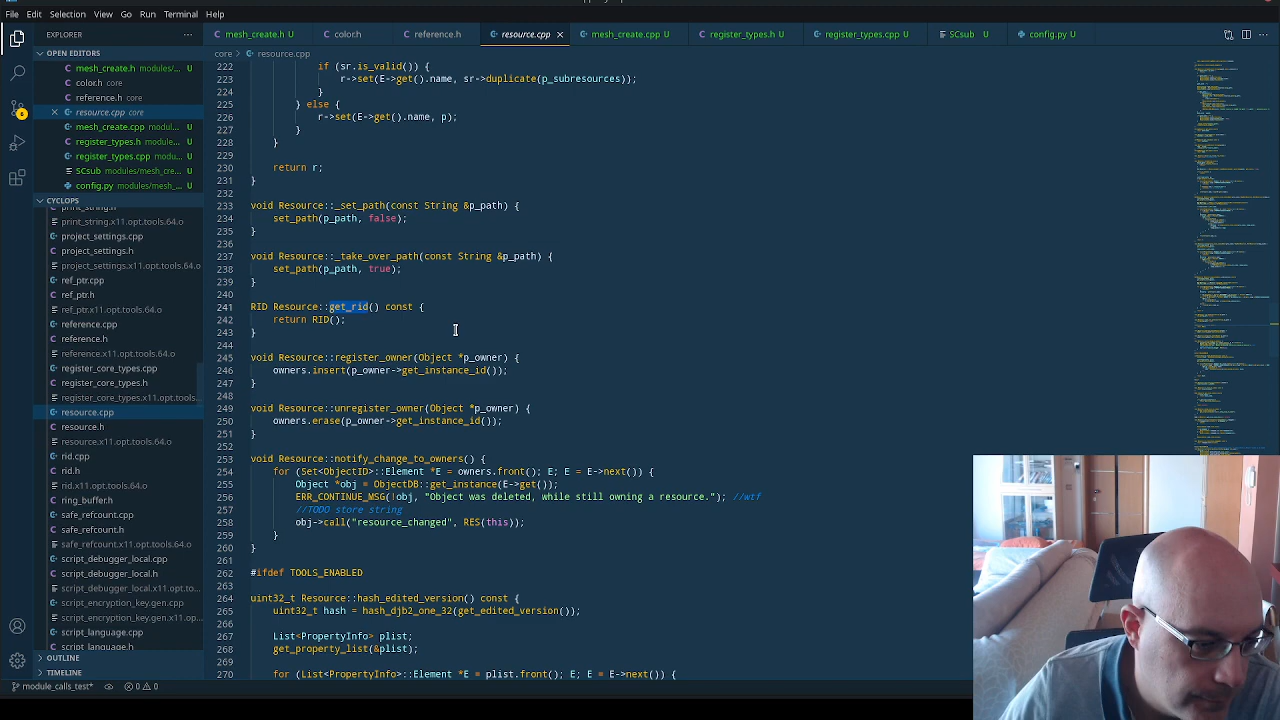 File Edit Selection View Go Run Terminal Help
EXPLORER
mesh_create.h U
color.h
reference.h
resource.cpp
mesh_create.cpp U
register_types.h U
register_types.cpp U
SCsub U
config.py U
OPEN EDITORS
mesh_create.h modules/...
color.h core
reference.h core
resource.cpp core
mesh_create.cpp modul...
register_types.h modul...
register_types.cpp mo...
SCsub modules/mesh_cre...
config.py modules/mesh_...
CYCLOPS
print_string.h
print_string.x11.opt.tools.64.o
project_settings.cpp
project_settings.h
project_settings.x11.opt.tools.64.o
ref_ptr.cpp
ref_ptr.h
ref_ptr.x11.opt.tools.64.o
reference.cpp
reference.h
reference.x11.opt.tools.64.o
register_core_types.cpp
register_core_types.h
register_core_types.x11.opt.tools...
resource.cpp
resource.h
resource.x11.opt.tools.64.o
rid.cpp
rid.h
rid.x11.opt.tools.64.o
ring_buffer.h
safe_refcount.cpp
safe_refcount.h
safe_refcount.x11.opt.tools.64.o
script_debugger_local.cpp
script_debugger_local.h
script_debugger_local.x11.opt.to...
script_encryption_key.gen.cpp
script_encryption_key.gen.x11.op...
script_language.cpp
script_language.h
OUTLINE
TIMELINE
core > resource.cpp
222 if (sr.is_valid()) {
223 r->set(E->get().name, sr->duplicate(p_subresources));
224 }
225 } else {
226 r->set(E->get().name, p);
227 }
228 }
229
230 return r;
231 }
232
233 void Resource::_set_path(const String &p_path) {
234 set_path(p_path, false);
235 }
236
237 void Resource::_take_over_path(const String &p_path) {
238 set_path(p_path, true);
239 }
240
241 RID Resource::get_rid() const {
242 return RID();
243 }
244
245 void Resource::register_owner(Object *p_owner) {
246 owners.insert(p_owner->get_instance_id());
247 }
248
249 void Resource::unregister_owner(Object *p_owner) {
250 owners.erase(p_owner->get_instance_id());
251 }
252
253 void Resource::notify_change_to_owners() {
254 for (Set<ObjectID>::Element *E = owners.front(); E; E = E->next()) {
255 Object *obj = ObjectDB::get_instance(E->get());
256 ERR_CONTINUE_MSG(!obj, "Object was deleted, while still owning a resource."); //wtf
257 //TODO store string
258 obj->call("resource_changed", RES(this));
259 }
260 }
261
262 #ifdef TOOLS_ENABLED
263
264 uint32_t Resource::hash_edited_version() const {
265 uint32_t hash = hash_djb2_one_32(get_edited_version());
266
267 List<PropertyInfo> plist;
268 get_property_list(&plist);
269
270 for (List<PropertyInfo>::Element *E = plist.front(); E; E = E->next()) {
module_calls_test* 0 0